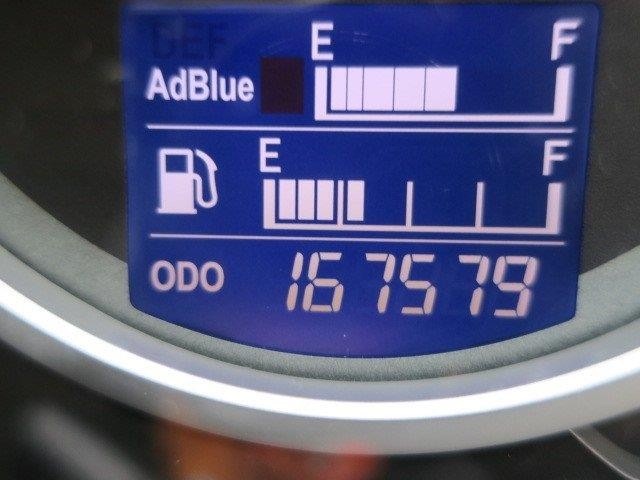 DEF
E F
AdBlue
E F
ODO 167579